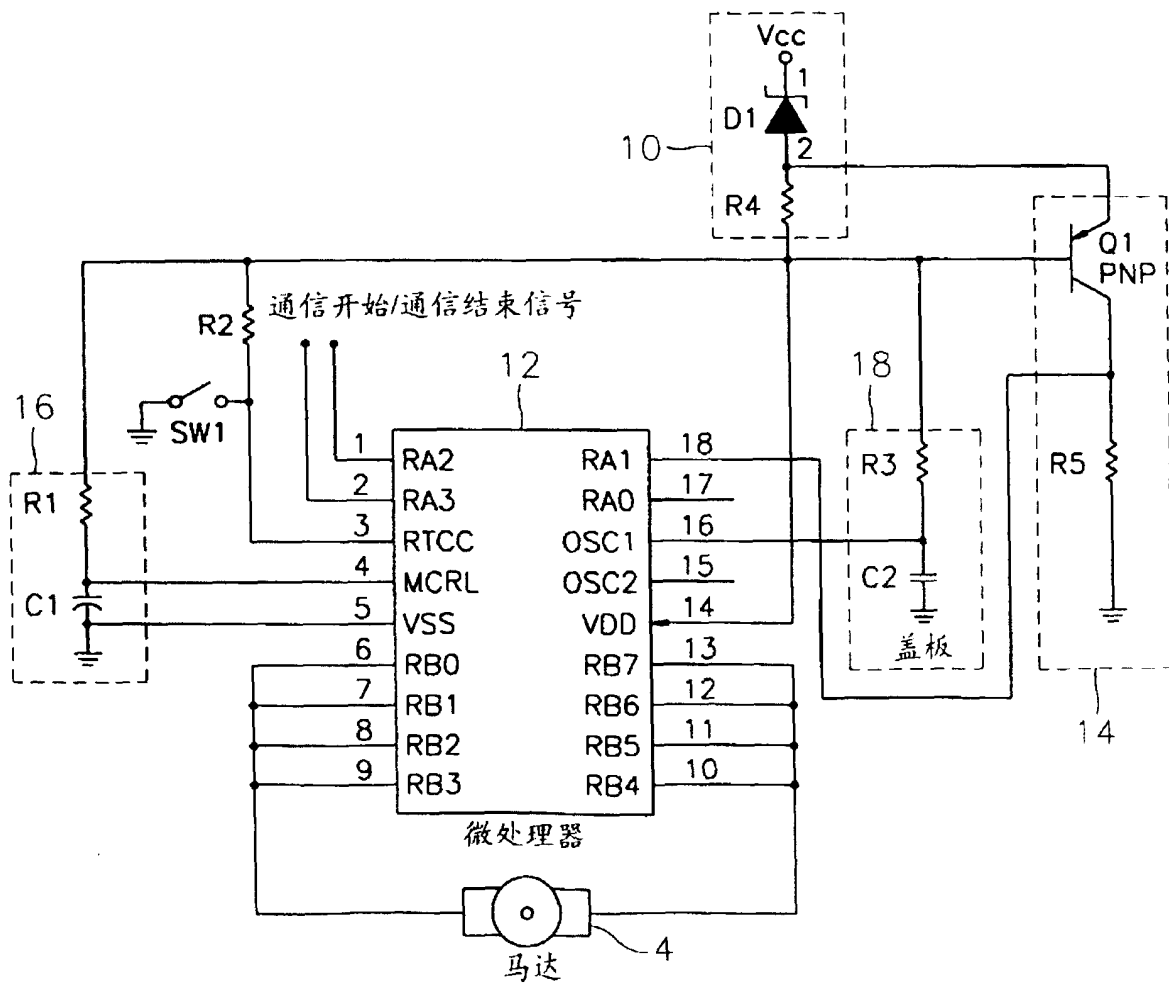 Vcc
1
D1
10
2
R4
Q1
PNP
通信开始/通信结束信号
R2
12
18
16
SW1
1
RA2
RA1
18
R3
R5
R1
2
RA3
RA0
17
3
RTCC
OSC1
16
4
MCRL
OSC2
15
C2
C1
5
VSS
VDD
14
盖板
6
RB0
RB7
13
7
RB1
RB6
12
14
8
RB2
RB5
11
9
RB3
RB4
10
微处理器
4
马达